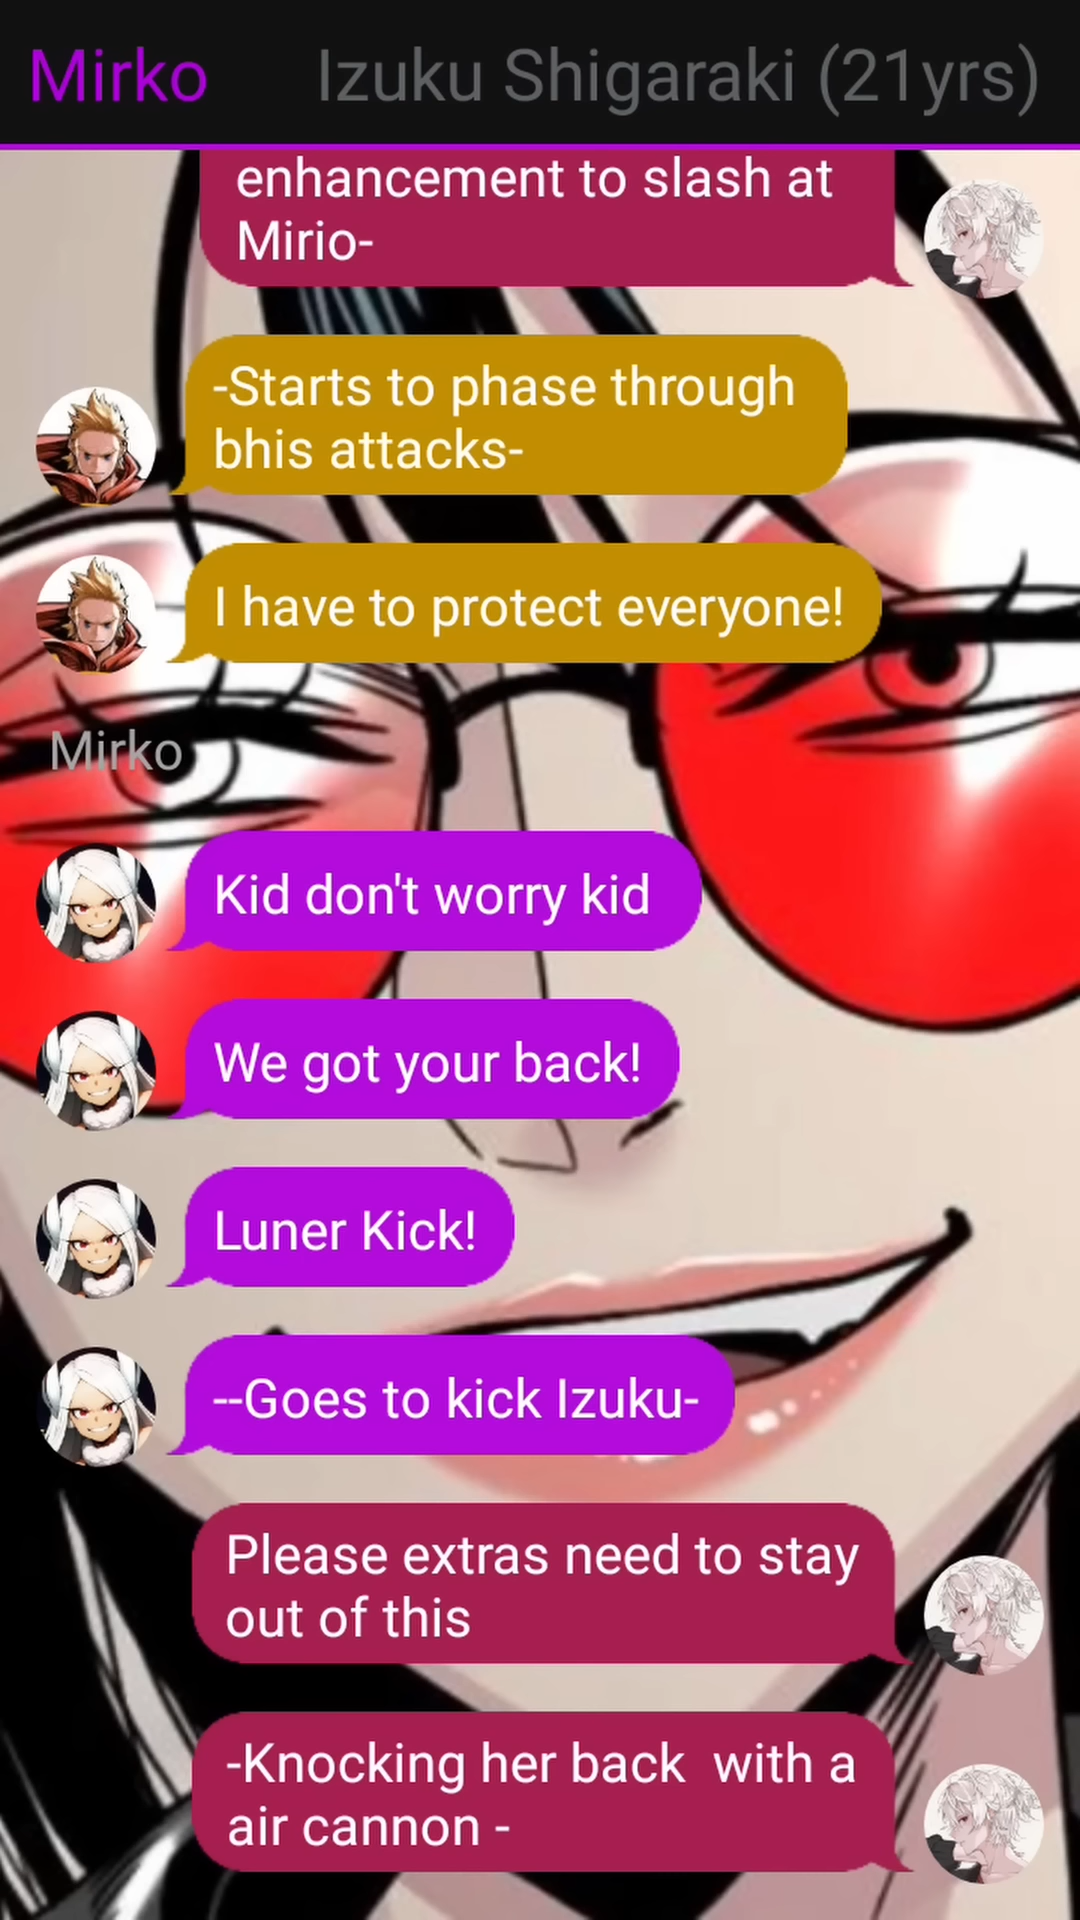 Mirko Izuku Shigaraki (21yrs)
enhancement to slash at
Mirio-
-Starts to phase through
bhis attacks-
I have to protect everyone!
Mirko
Kid don't worry kid
We got your back!
Luner Kick!
--Goes to kick Izuku-
Please extras need to stay
out of this
-Knocking her back  with a
air cannon -